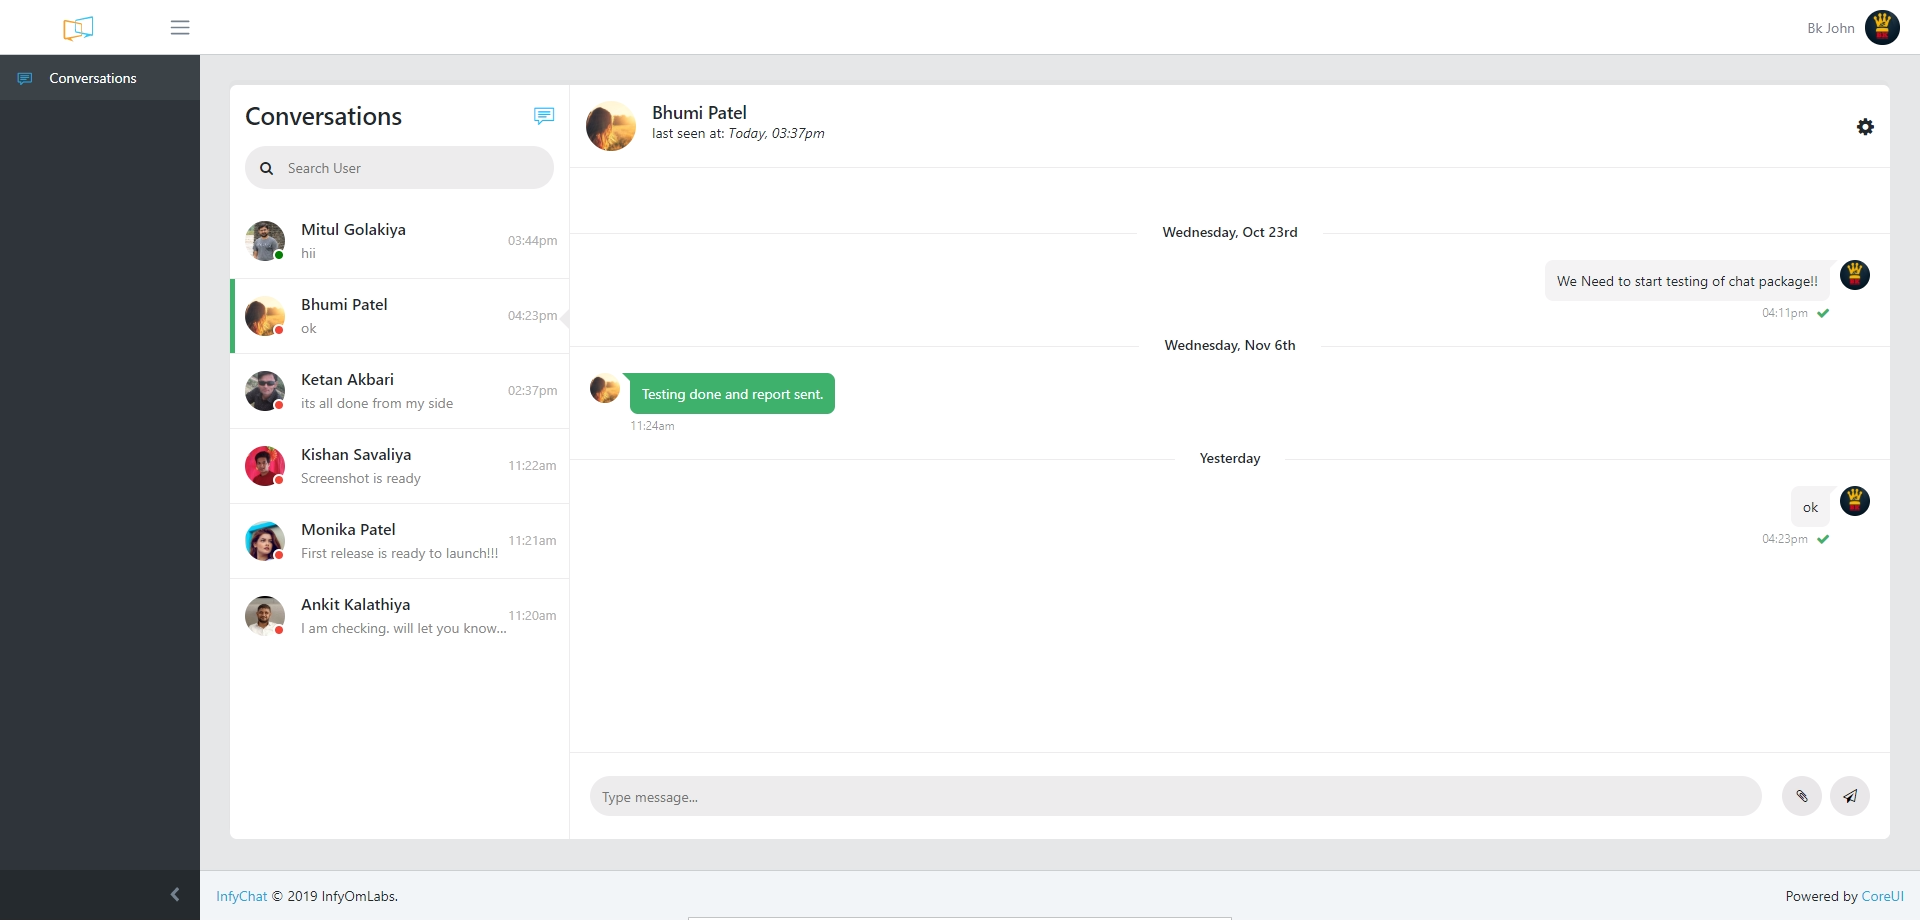 Bk John
Conversations
Conversations
Search User
Mitul Golakiya
hii
03:44pm
Bhumi Patel
ok
04:23pm
Ketan Akbari
its all done from my side
02:37pm
Kishan Savaliya
Screenshot is ready
11:22am
Monika Patel
First release is ready to launch!!!
11:21am
Ankit Kalathiya
I am checking. will let you know...
11:20am
Bhumi Patel
last seen at: Today, 03:37pm
Wednesday, Oct 23rd
We Need to start testing of chat package!!
04:11pm
Wednesday, Nov 6th
Testing done and report sent.
11:24am
Yesterday
ok
04:23pm
Type message...
InfyChat © 2019 InfyOmLabs.
Powered by CoreUI